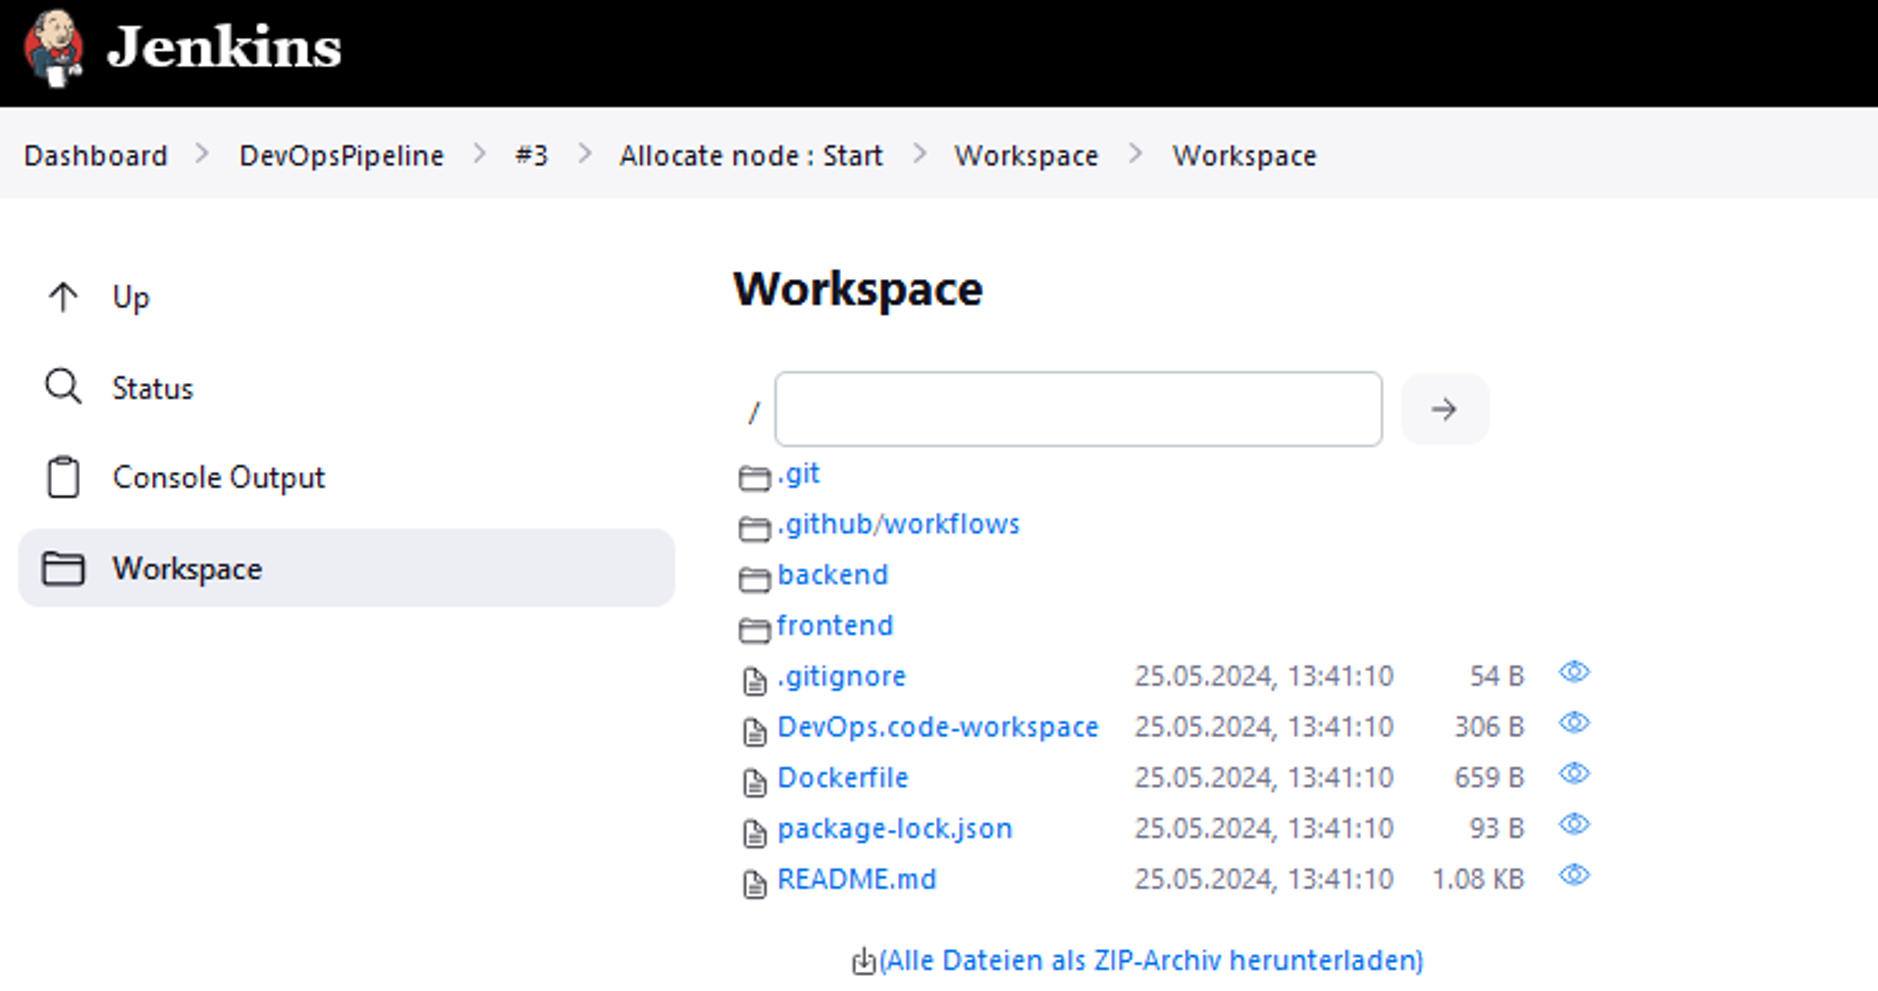 Jenkins
Dashboard > DevOpsPipeline > #3 > Allocate node : Start > Workspace > Workspace
Up
Status
Console Output
Workspace
Workspace
/
.git
.github/workflows
backend
frontend
.gitignore 25.05.2024, 13:41:10 54 B
DevOps.code-workspace 25.05.2024, 13:41:10 306 B
Dockerfile 25.05.2024, 13:41:10 659 B
package-lock.json 25.05.2024, 13:41:10 93 B
README.md 25.05.2024, 13:41:10 1.08 KB
(Alle Dateien als ZIP-Archiv herunterladen)